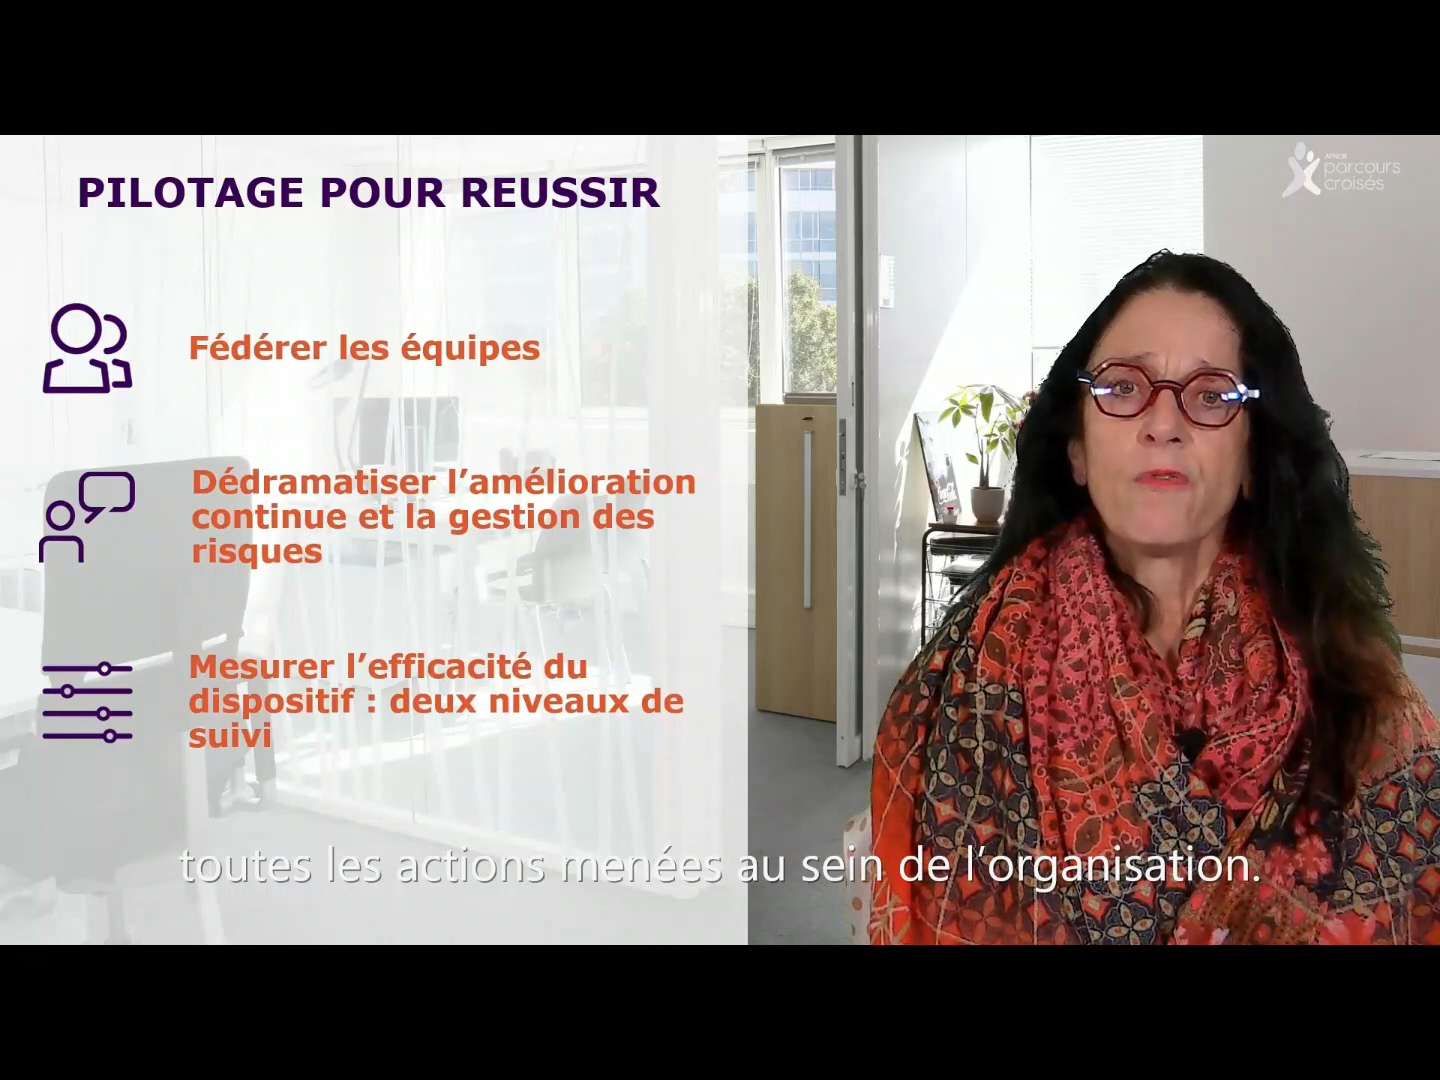 PILOTAGE POUR REUSSIR
AFNOR
parcours
croisés
Fédérer les équipes
Dédramatiser l’amélioration
continue et la gestion des
risques
Mesurer l’efficacité du
dispositif : deux niveaux de
suivi
toutes les actions menées au sein de l’organisation.